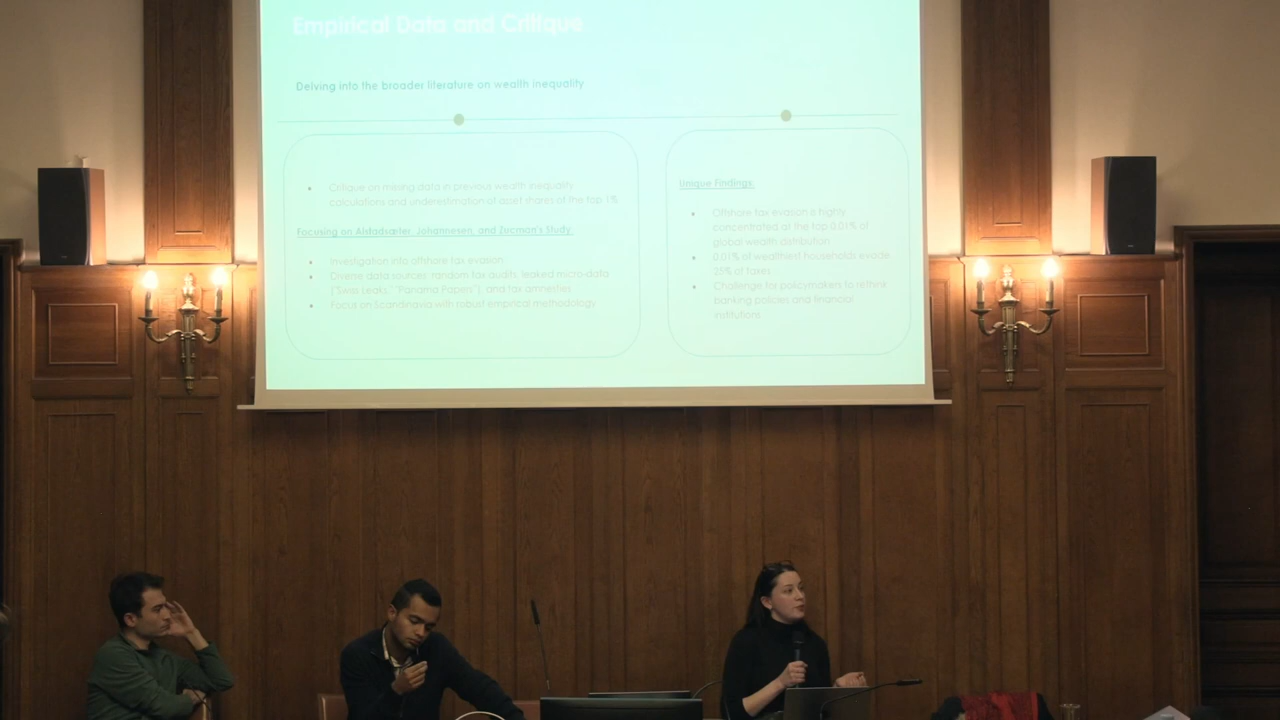 Empirical Data and Critique
Delving into the broader literature on wealth inequality
Critique on missing data in previous wealth inequality
calculations and underestimation of asset shares of the top 1%
Focusing on Alstadsæter, Johannesen, and Zucman's Study:
Investigation into offshore tax evasion
Diverse data sources: random tax audits, leaked micro-data
("Swiss Leaks," "Panama Papers"), and tax amnesties
Focus on Scandinavia with robust empirical methodology
Unique Findings:
Offshore tax evasion is highly
concentrated at the top 0.01% of
global wealth distribution
0.01% of wealthiest households evade
25% of taxes
Challenge for policymakers to rethink
banking policies and financial
institutions